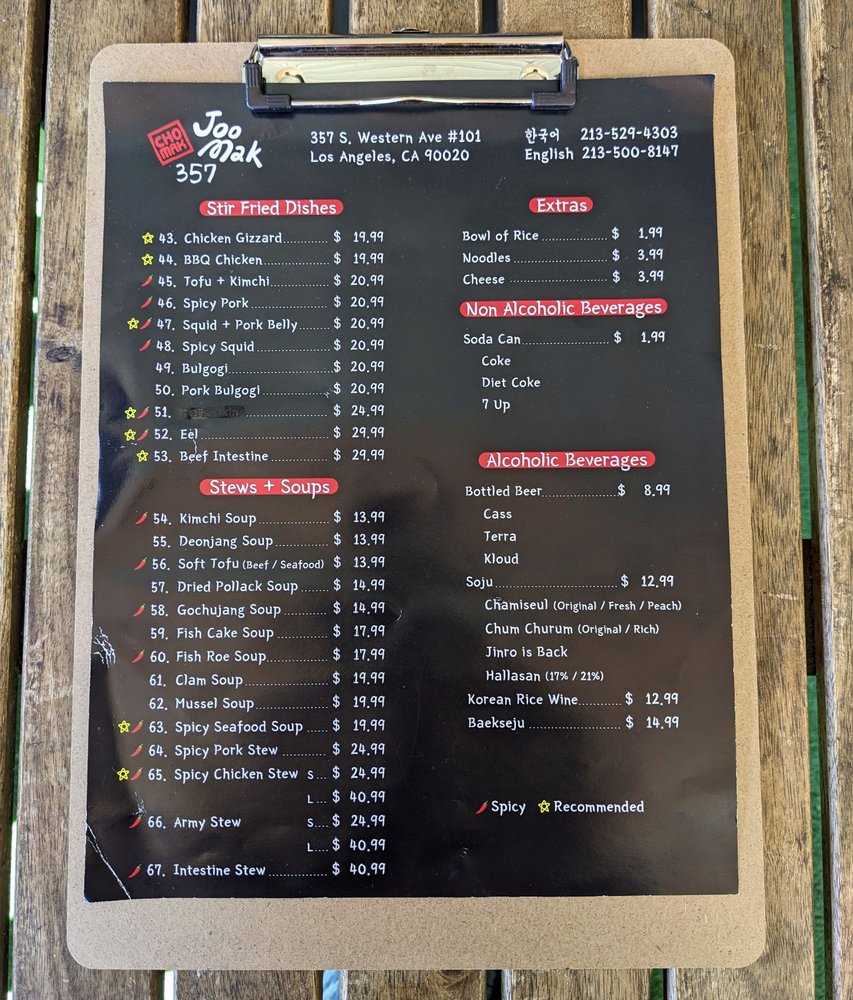 CHO
MAK
Joo
Mak
357
357 S. Western Ave #101
Los Angeles, CA 90020
한국어 213-529-4303
English 213-500-8147
Stir Fried Dishes
43. Chicken Gizzard $ 19.99
44. BBQ Chicken $ 19.99
45. Tofu + Kimchi $ 20.99
46. Spicy Pork $ 20.99
47. Squid + Pork Belly $ 20.99
48. Spicy Squid $ 20.99
49. Bulgogi $ 20.99
50. Pork Bulgogi $ 20.99
51. $ 24.99
52. Eel $ 29.99
53. Beef Intestine $ 29.99
Stews + Soups
54. Kimchi Soup $ 13.99
55. Deonjang Soup $ 13.99
56. Soft Tofu (Beef / Seafood) $ 13.99
57. Dried Pollack Soup $ 14.99
58. Gochujang Soup $ 14.99
59. Fish Cake Soup $ 17.99
60. Fish Roe Soup $ 17.99
61. Clam Soup $ 19.99
62. Mussel Soup $ 19.99
63. Spicy Seafood Soup $ 19.99
64. Spicy Pork Stew $ 24.99
65. Spicy Chicken Stew S $ 24.99
L $ 40.99
66. Army Stew S $ 24.99
L $ 40.99
67. Intestine Stew $ 40.99
Extras
Bowl of Rice $ 1.99
Noodles $ 3.99
Cheese $ 3.99
Non Alcoholic Beverages
Soda Can $ 1.99
Coke
Diet Coke
7 Up
Alcoholic Beverages
Bottled Beer $ 8.99
Cass
Terra
Kloud
Soju $ 12.99
Chamiseul (Original / Fresh / Peach)
Chum Churum (Original / Rich)
Jinro is Back
Hallasan (17% / 21%)
Korean Rice Wine $ 12.99
Baekseju $ 14.99
Spicy Recommended